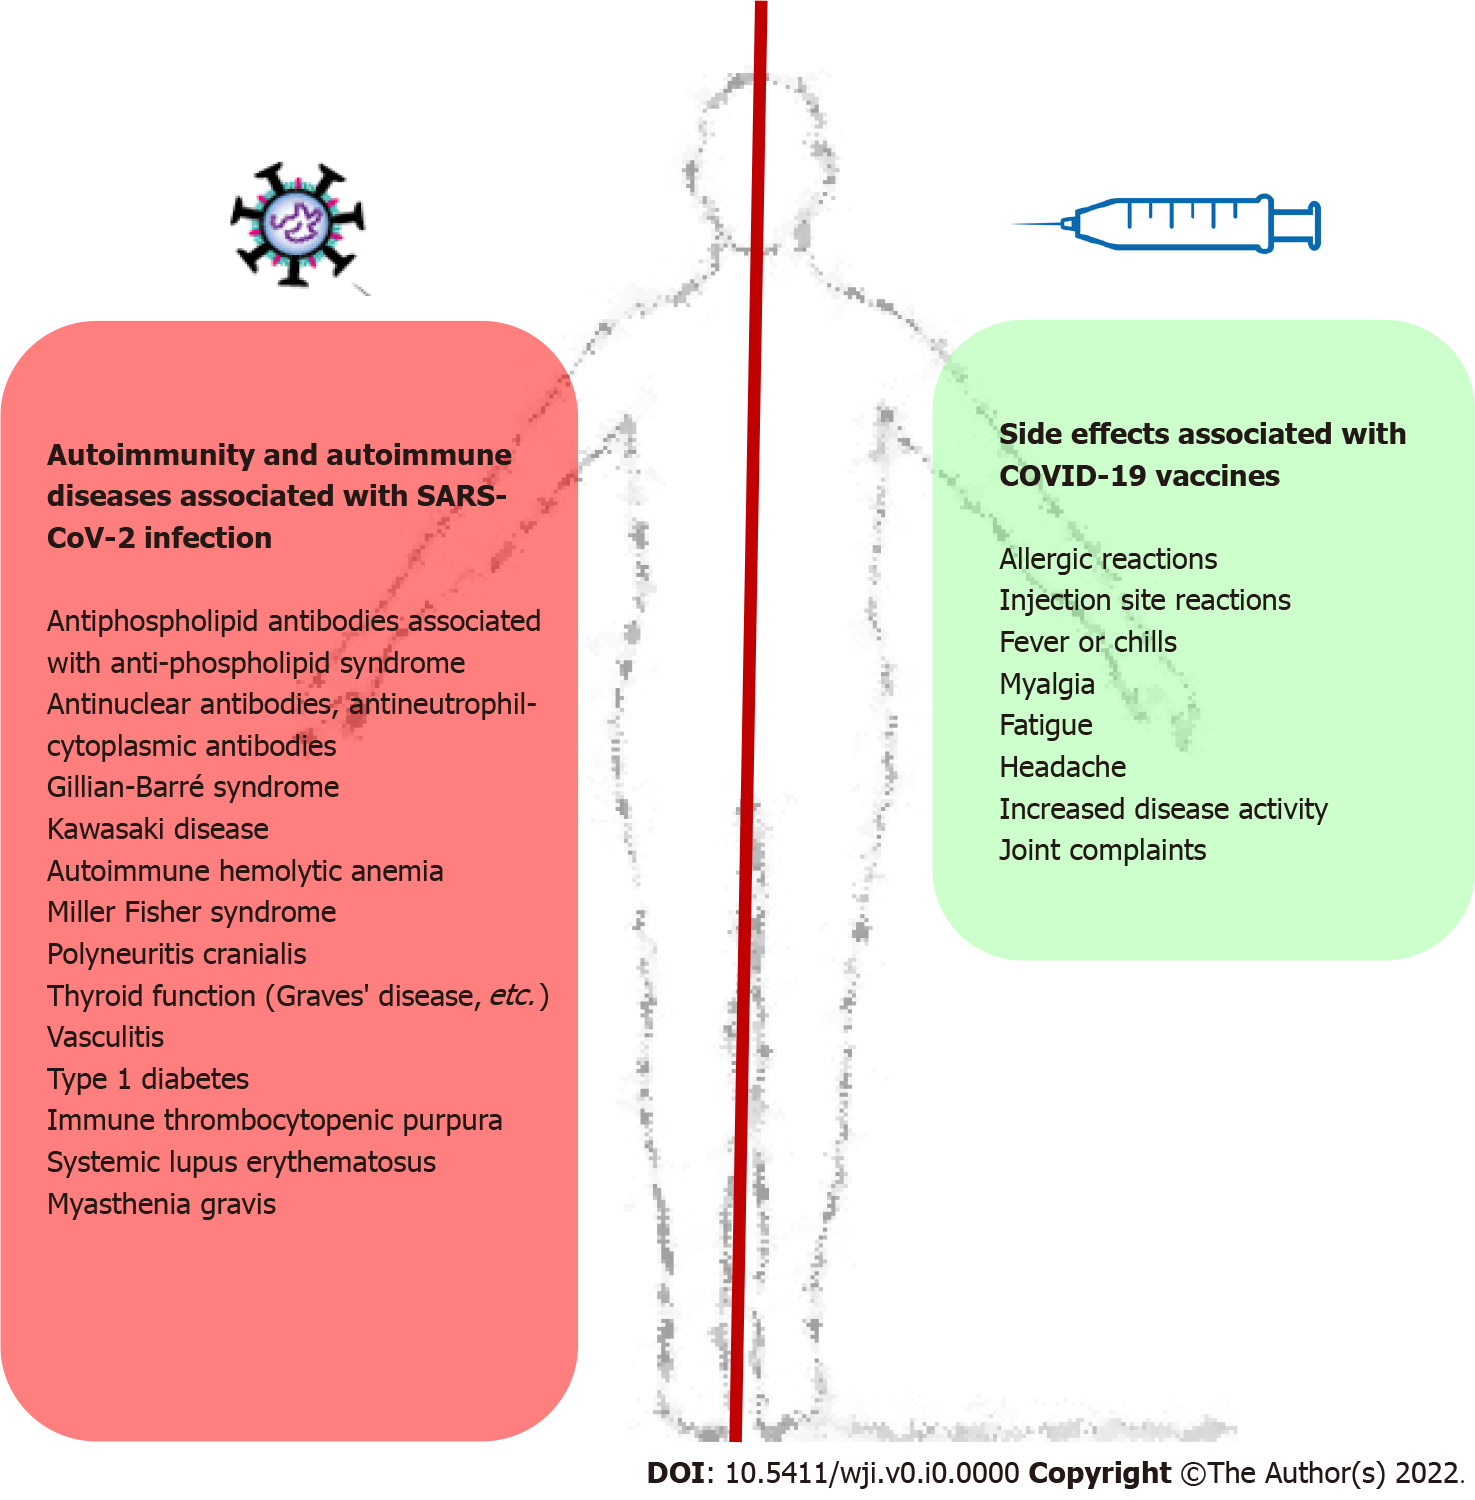 Autoimmunity and autoimmune
diseases associated with SARS-
CoV-2 infection
Antiphospholipid antibodies associated
with anti-phospholipid syndrome
Antinuclear antibodies, antineutrophil-
cytoplasmic antibodies
Gillian-Barré syndrome
Kawasaki disease
Autoimmune hemolytic anemia
Miller Fisher syndrome
Polyneuritis cranialis
Thyroid function (Graves' disease, etc.)
Vasculitis
Type 1 diabetes
Immune thrombocytopenic purpura
Systemic lupus erythematosus
Myasthenia gravis
Side effects associated with
COVID-19 vaccines
Allergic reactions
Injection site reactions
Fever or chills
Myalgia
Fatigue
Headache
Increased disease activity
Joint complaints
DOI: 10.5411/wji.v0.i0.0000 Copyright ©The Author(s) 2022.